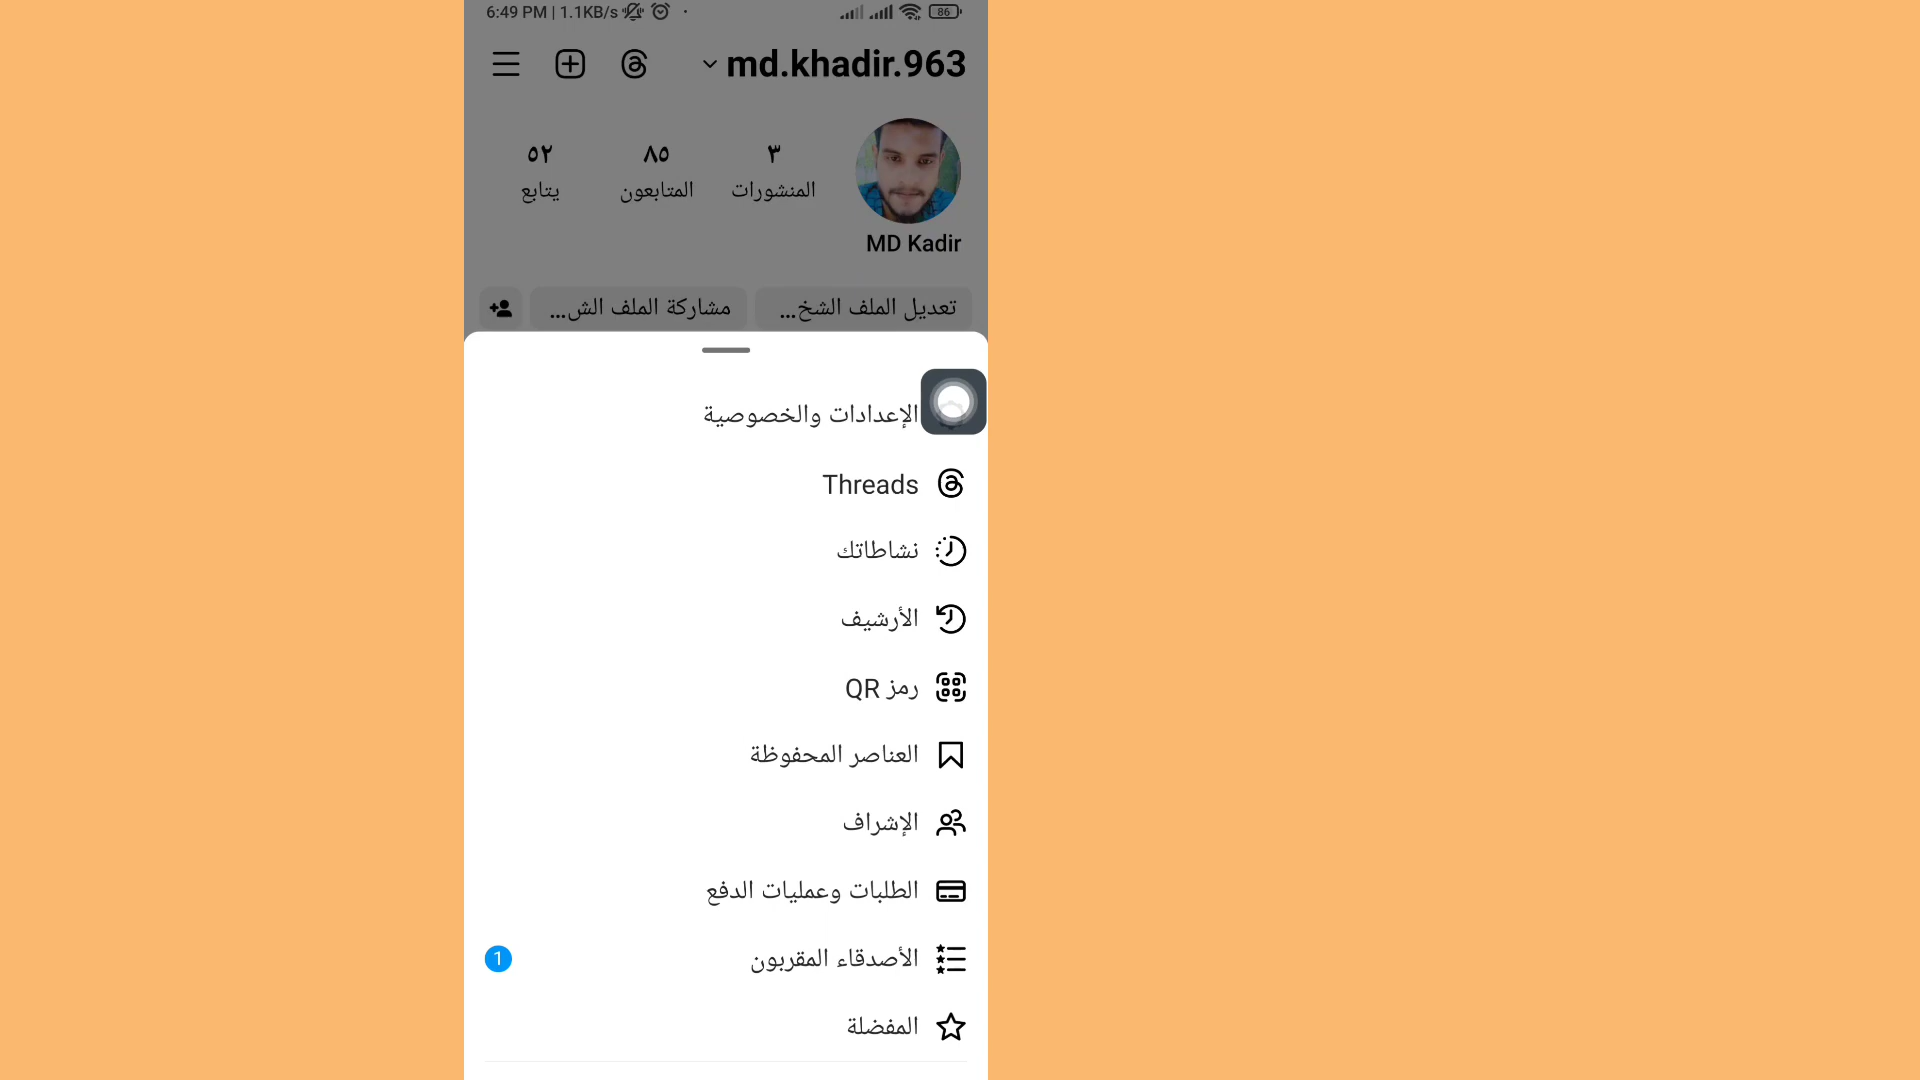 6:49 PM | 1.1KB/s
86
md.khadir.963
٣
٨٥
٥٢
المنشورات
المتابعون
يتابع
MD Kadir
تعديل الملف الشخ...
مشاركة الملف الش...
الإعدادات والخصوصية
Threads
نشاطاتك
الأرشيف
رمز QR
العناصر المحفوظة
الإشراف
الطلبات وعمليات الدفع
الأصدقاء المقربون
1
المفضلة